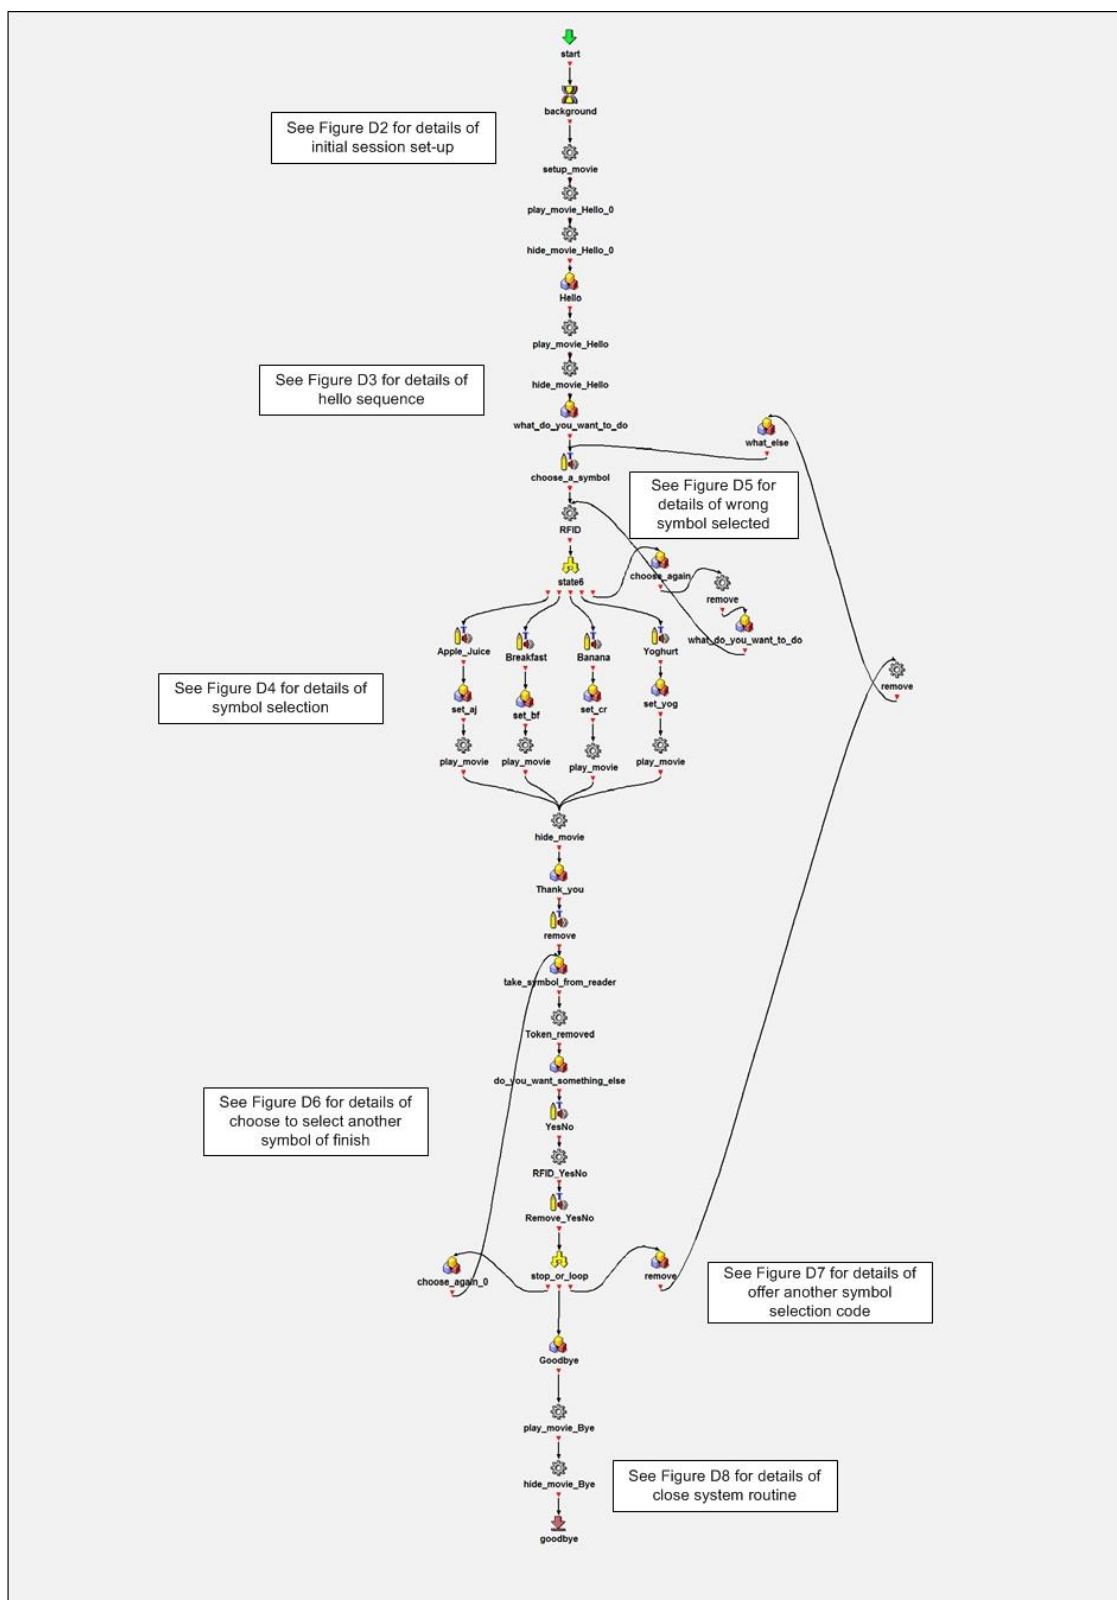 start
background
See Figure D2 for details of
initial session set-up
setup_movie
play_movie_Hello_0
hide_movie_Hello_0
Hello
play_movie_Hello
See Figure D3 for details of
hello sequence
hide_movie_Hello
what_do_you_want_to_do
what_else
choose_a_symbol
See Figure D5 for
details of wrong
symbol selected
RFID
state6
choose_again
remove
what_do_you_want_to_do
Apple_Juice
Breakfast
Banana
Yoghurt
remove
See Figure D4 for details of
symbol selection
set_aj
set_bf
set_cr
set_yog
play_movie
play_movie
play_movie
play_movie
hide_movie
Thank_you
remove
take_symbol_from_reader
Token_removed
do_you_want_something_else
See Figure D6 for details of
choose to select another
symbol of finish
YesNo
RFID_YesNo
Remove_YesNo
choose_again_0
stop_or_loop
remove
See Figure D7 for details of
offer another symbol
selection code
Goodbye
play_movie_Bye
hide_movie_Bye
See Figure D8 for details of
close system routine
goodbye